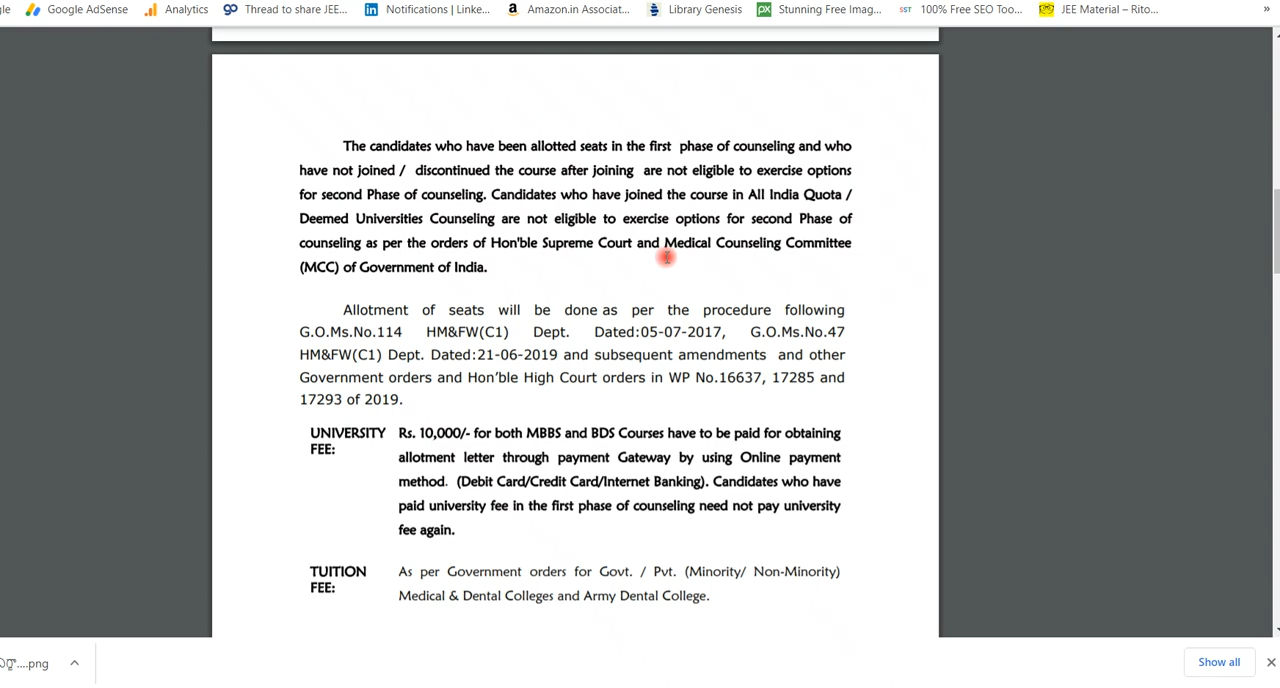 gle Google AdSense Analytics Thread to share JEE... Notifications | Linke... Amazon.in Associat... Library Genesis Stunning Free Imag... 100% Free SEO Too... JEE Material – Rito... »
The candidates who have been allotted seats in the first phase of counseling and who
have not joined / discontinued the course after joining are not eligible to exercise options
for second Phase of counseling. Candidates who have joined the course in All India Quota /
Deemed Universities Counseling are not eligible to exercise options for second Phase of
counseling as per the orders of Hon'ble Supreme Court and Medical Counseling Committee
(MCC) of Government of India.
Allotment of seats will be done as per the procedure following
G.O.Ms.No.114 HM&FW(C1) Dept. Dated:05-07-2017, G.O.Ms.No.47
HM&FW(C1) Dept. Dated:21-06-2019 and subsequent amendments and other
Government orders and Hon’ble High Court orders in WP No.16637, 17285 and
17293 of 2019.
UNIVERSITY FEE: Rs. 10,000/- for both MBBS and BDS Courses have to be paid for obtaining
allotment letter through payment Gateway by using Online payment
method. (Debit Card/Credit Card/Internet Banking). Candidates who have
paid university fee in the first phase of counseling need not pay university
fee again.
TUITION FEE: As per Government orders for Govt. / Pvt. (Minority/ Non-Minority)
Medical & Dental Colleges and Army Dental College.
....png Show all